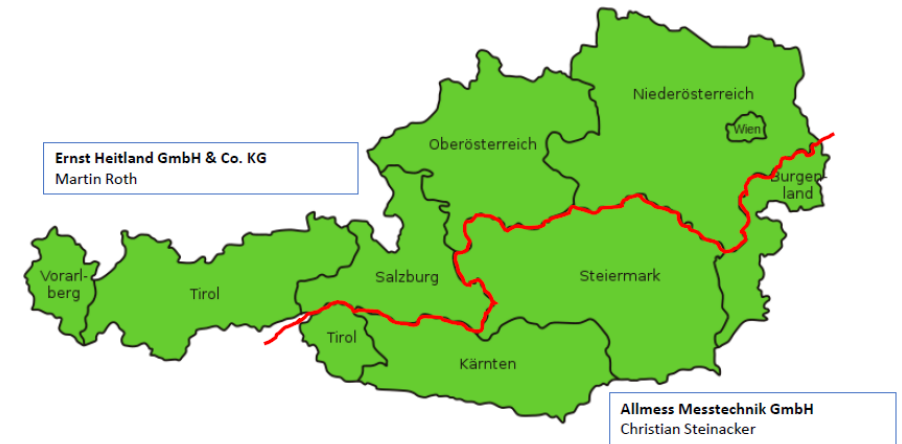 Niederösterreich
Wien
Oberösterreich
Ernst Heitland GmbH & Co. KG
Martin Roth
Burgen-
land
Vorarl-
berg
Tirol
Salzburg
Steiermark
Tirol
Kärnten
Allmess Messtechnik GmbH
Christian Steinacker